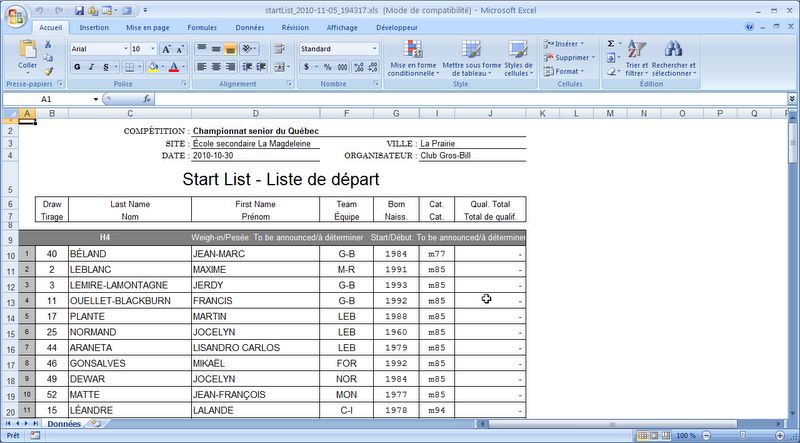 startList_2010-11-05_194317.xls [Mode de compatibilité] - Microsoft Excel
Accueil Insertion Mise en page Formules Données Révision Affichage Développeur
Coller
Arial 10
G I S
Standard
$ % 000
Mise en forme conditionnelle
Mettre sous forme de tableau
Styles de cellules
Insérer
Supprimer
Format
Trier et filtrer
Rechercher et sélectionner
Presse-papiers Police Alignement Nombre Style Cellules Édition
A1 fx
A B C D F G I J K L M N O P Q
2 COMPÉTITION : Championnat senior du Québec
3 SITE : École secondaire La Magdeleine VILLE : La Prairie
4 DATE : 2010-10-30 ORGANISATEUR : Club Gros-Bill
5 Start List - Liste de départ
6 Draw Last Name First Name Team Born Cat. Qual. Total
7 Tirage Nom Prénom Équipe Naiss. Cat. Total de qualif.
8
9 H4 Weigh-in/Pesée: To be announced/à déterminer Start/Début: To be announced/à déterminer
10 1 40 BÉLAND JEAN-MARC G-B 1984 m77 -
11 2 2 LEBLANC MAXIME M-R 1991 m85 -
12 3 3 LEMIRE-LAMONTAGNE JERDY G-B 1993 m85 -
13 4 11 OUELLET-BLACKBURN FRANCIS G-B 1992 m85 -
14 5 17 PLANTE MARTIN LEB 1988 m85 -
15 6 25 NORMAND JOCELYN LEB 1960 m85 -
16 7 44 ARANETA LISANDRO CARLOS LEB 1979 m85 -
17 8 46 GONSALVES MIKAËL FOR 1992 m85 -
18 9 49 DEWAR JOCELYN NOR 1984 m85 -
19 10 52 MATTE JEAN-FRANÇOIS MON 1977 m85 -
20 11 15 LÉANDRE LALANDE C-I 1978 m94 -
Données
Prêt 100 %